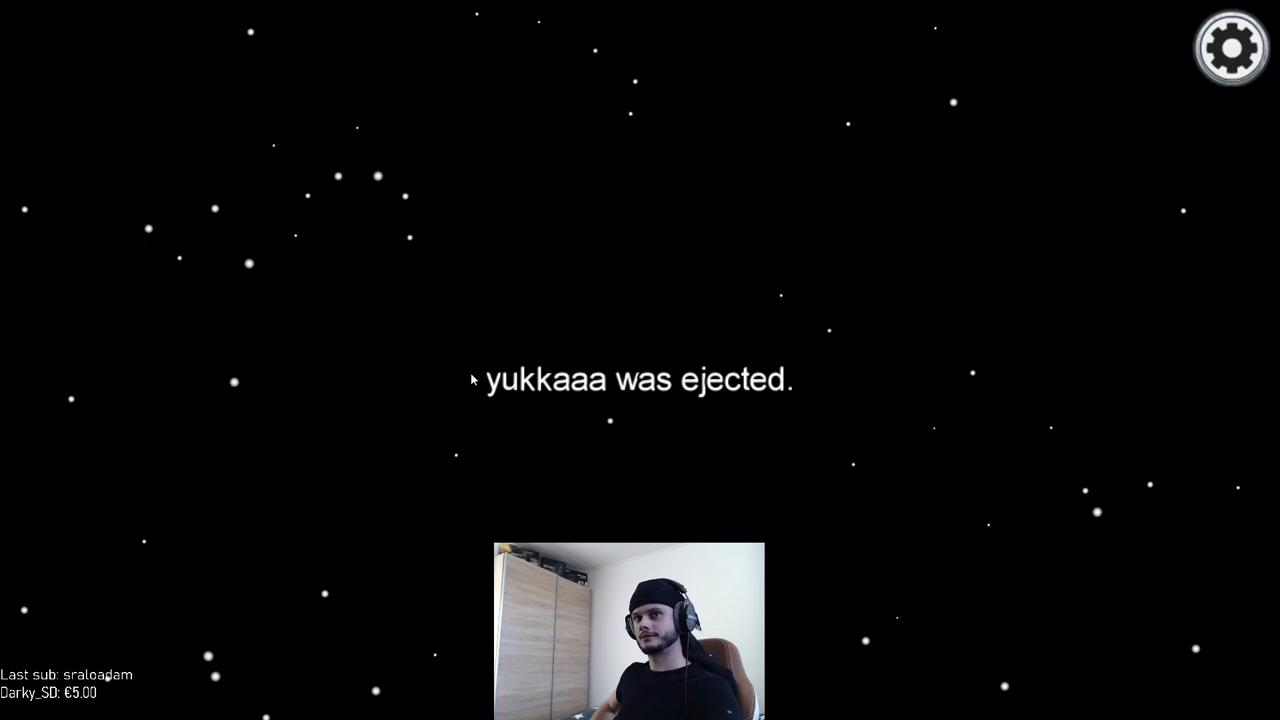 yukkaaa was ejected.
Last sub: sraloadam
Darky_SD: €5.00